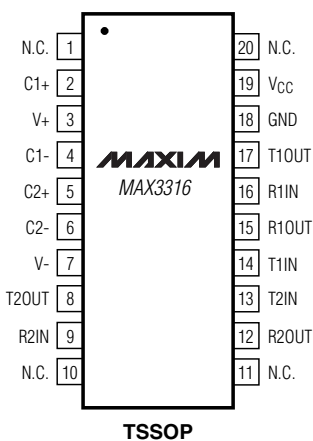 N.C. 1 20 N.C.
C1+ 2 19 VCC
V+ 3 18 GND
C1- 4 MAXIM 17 T1OUT
C2+ 5 MAX3316 16 R1IN
C2- 6 15 R1OUT
V- 7 14 T1IN
T2OUT 8 13 T2IN
R2IN 9 12 R2OUT
N.C. 10 11 N.C.
TSSOP